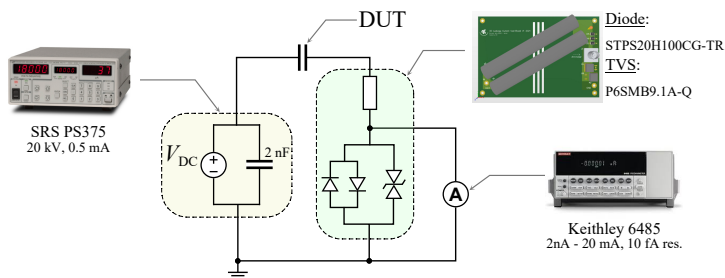 DUT
Diode:
STPS20H100CG-TR
TVS:
P6SMB9.1A-Q
SRS PS375
20 kV, 0.5 mA
VDC
2 nF
A
Keithley 6485
2nA - 20 mA, 10 fA res.